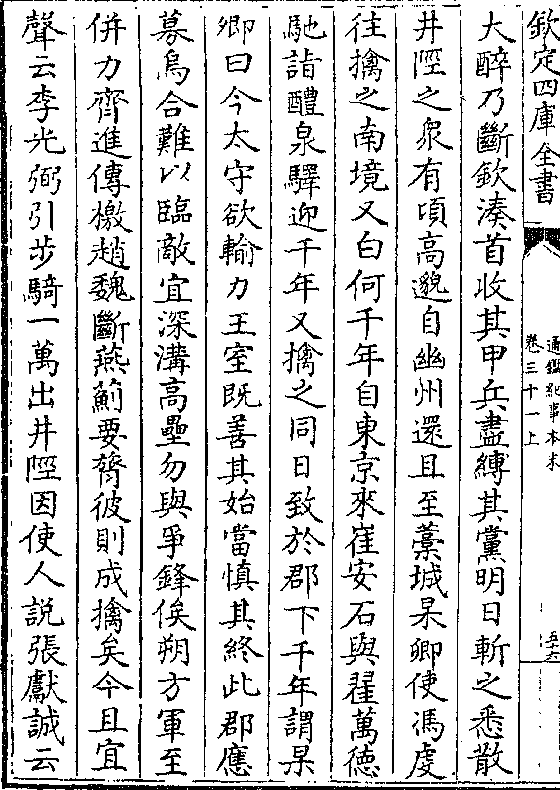 欽定四庫全書
通鑑紀事本末
卷三十一上
五十六
大醉乃斷欽湊首收其甲兵盡縛其黨明日斬之悉散
井陘之衆有頃高邈自幽州還且至藁城杲卿使馮虔
往擒之南境又白何千年自東京來崔安石與翟萬德
馳詣醴泉驛迎千年又擒之同日致於郡下千年謂杲
卿曰今太守欲輸力王室既善其始當慎其終此郡應
募烏合難以臨敵宜深溝高壘勿與爭鋒俟朔方軍至
併力齊進傳檄趙魏斷燕薊要膂彼則成擒矣今且宜
聲云李光弼引步騎一萬出井陘因使人説張獻誠云